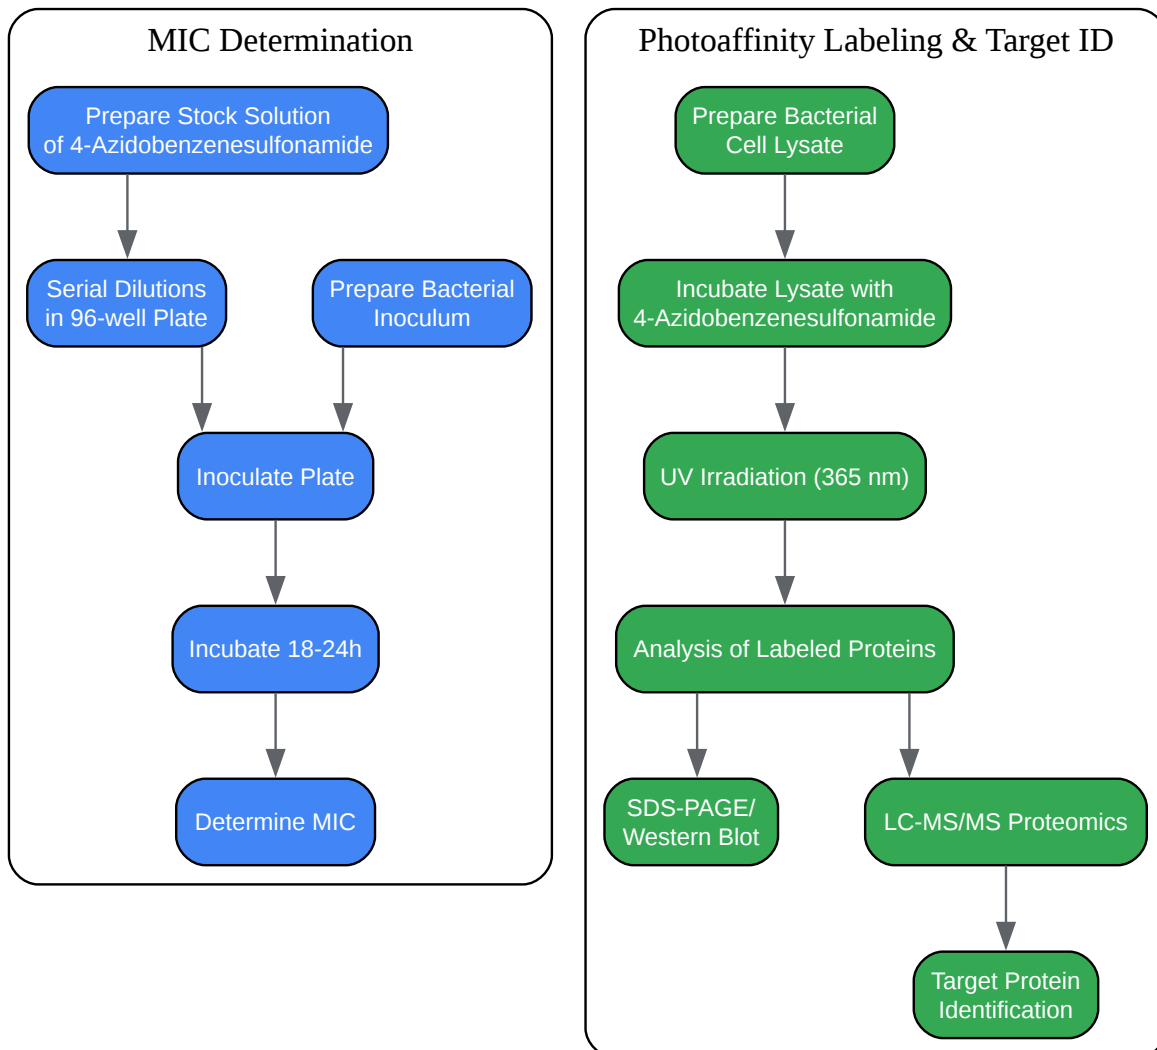 MIC Determination
Prepare Stock Solution
of 4-Azidobenzenesulfonamide
Serial Dilutions
in 96-well Plate
Prepare Bacterial
Inoculum
Inoculate Plate
Incubate 18-24h
Determine MIC
Photoaffinity Labeling & Target ID
Prepare Bacterial
Cell Lysate
Incubate Lysate with
4-Azidobenzenesulfonamide
UV Irradiation (365 nm)
Analysis of Labeled Proteins
SDS-PAGE/
Western Blot
LC-MS/MS Proteomics
Target Protein
Identification